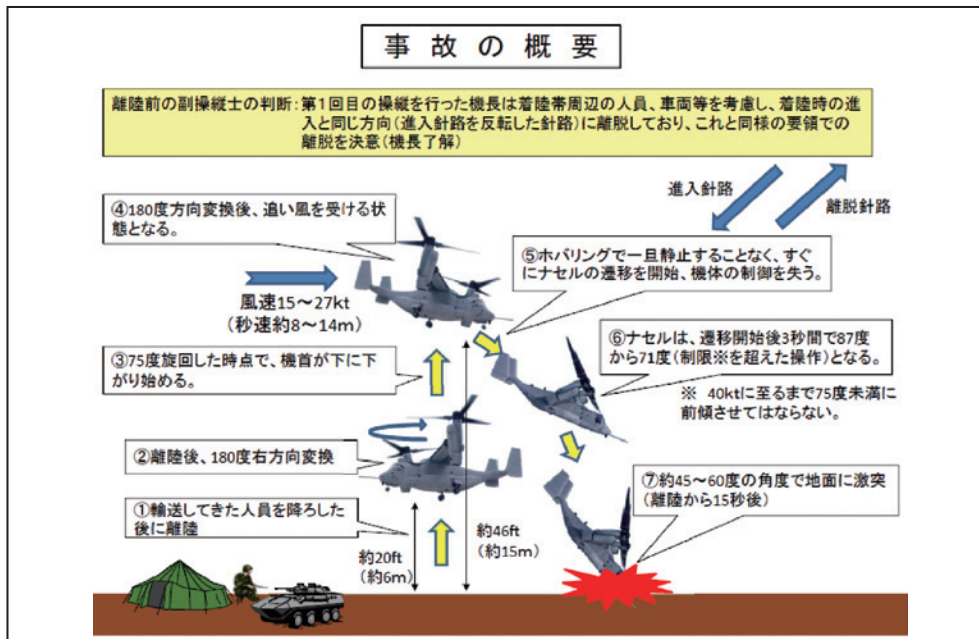 事故の概要
離陸前の副操縦士の判断：第1回目の操縦を行った機長は着陸帯周辺の人員、車両等を考慮し、着陸時の進
入と同じ方向（進入針路を反転した針路）に離脱しており、これと同様の要領での
離脱を決意（機長了解）
進入針路
離脱針路
④180度方向変換後、追い風を受ける状
態となる。
⑤ホバリングで一旦静止することなく、すぐ
にナセルの遷移を開始、機体の制御を失う。
風速15～27kt
（秒速約8～14m）
⑥ナセルは、遷移開始後3秒間で87度
から71度（制限※を超えた操作）となる。
③75度旋回した時点で、機首が下に下
がり始める。
※ 40ktに至るまで75度未満に
前傾させてはならない。
②離陸後、180度右方向変換
⑦約45～60度の角度で地面に激突
（離陸から15秒後）
①輸送してきた人員を降ろした
後に離陸
約46ft
（約15m）
約20ft
（約6m）